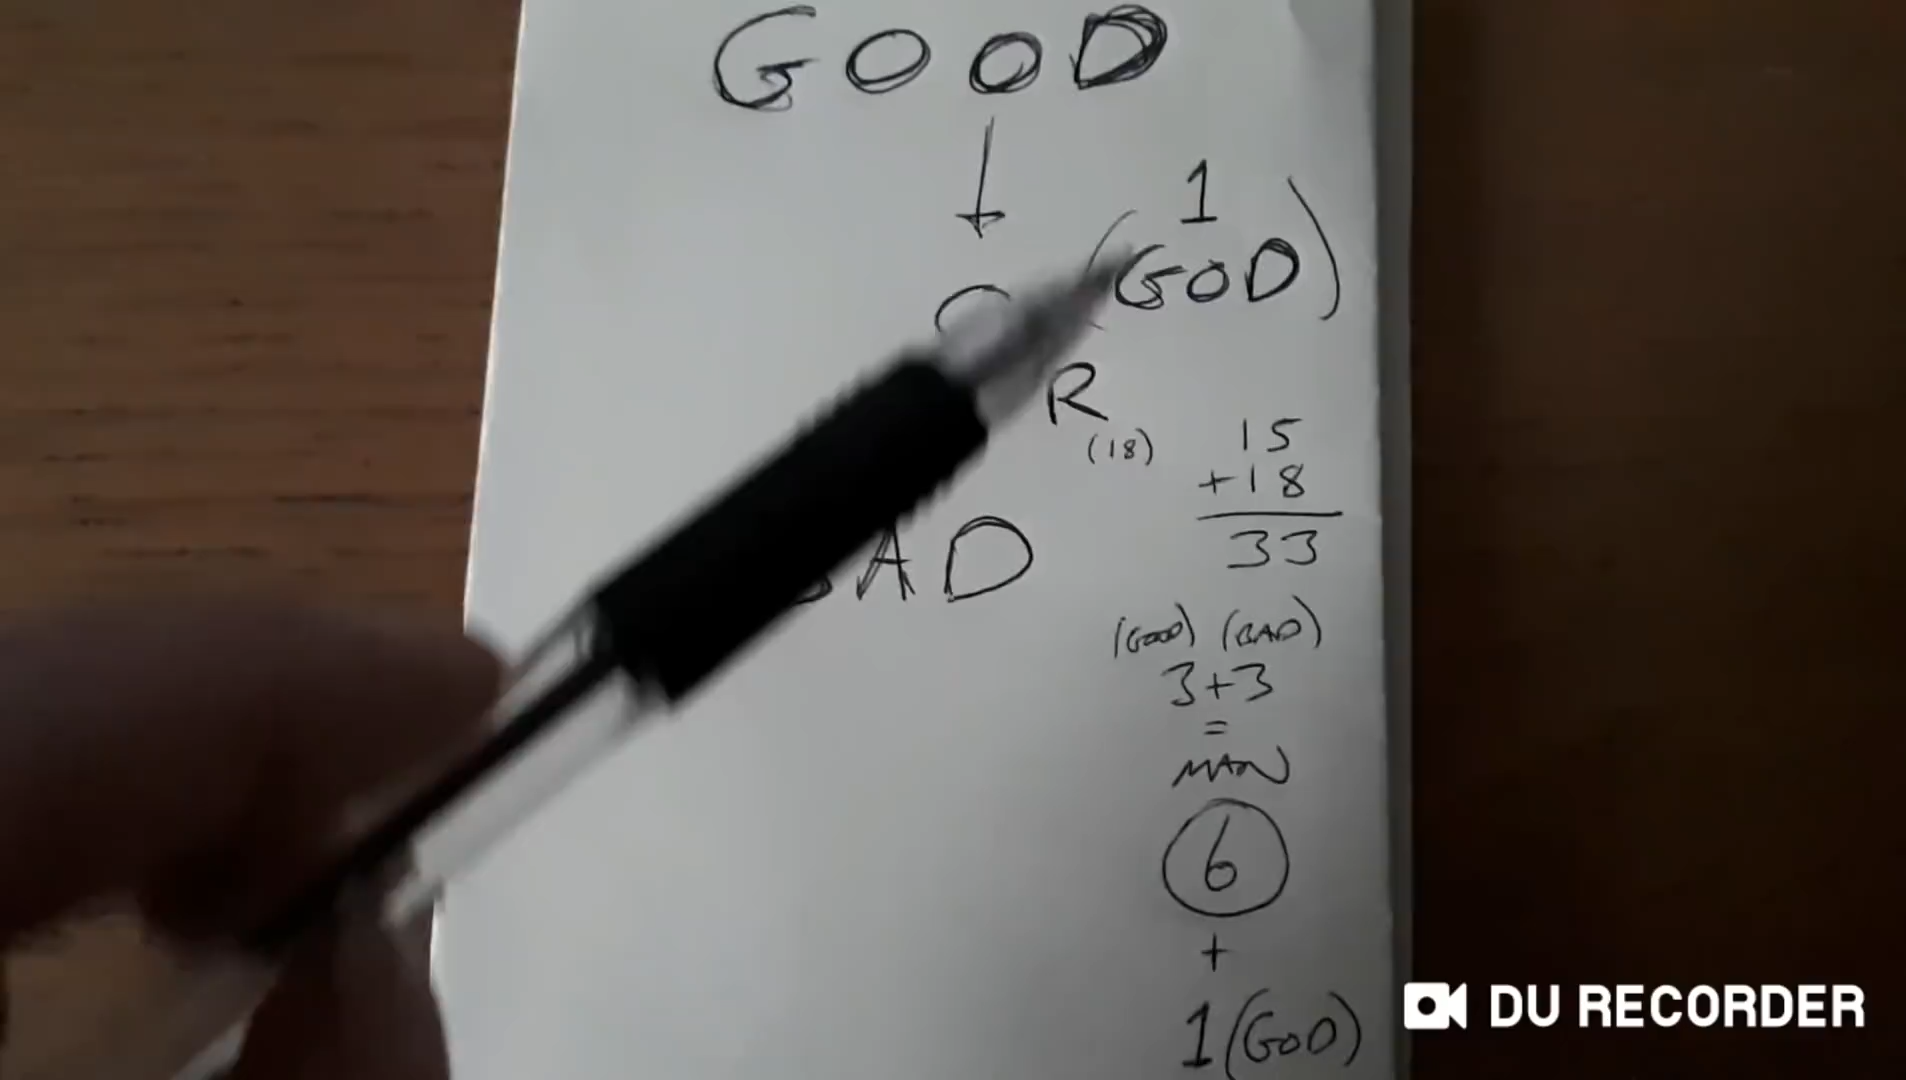 GOOD
1
(GOD)
R
(18)
15
+18
33
AD
(GOOD) (BAD)
3+3
=
MAN
6
+
1(GOD)
DU RECORDER